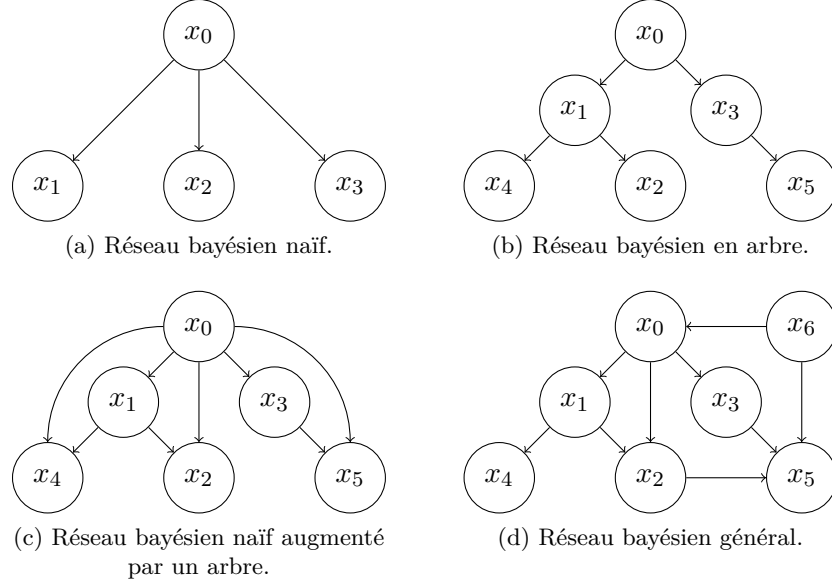 x0 x0
x1 x3
x1 x2 x3 x4 x2 x5
(a) Réseau bayésien naïf. (b) Réseau bayésien en arbre.
x0 x0 x6
x1 x3 x1 x3
x4 x2 x5 x4 x2 x5
(c) Réseau bayésien naïf augmenté
par un arbre.
(d) Réseau bayésien général.